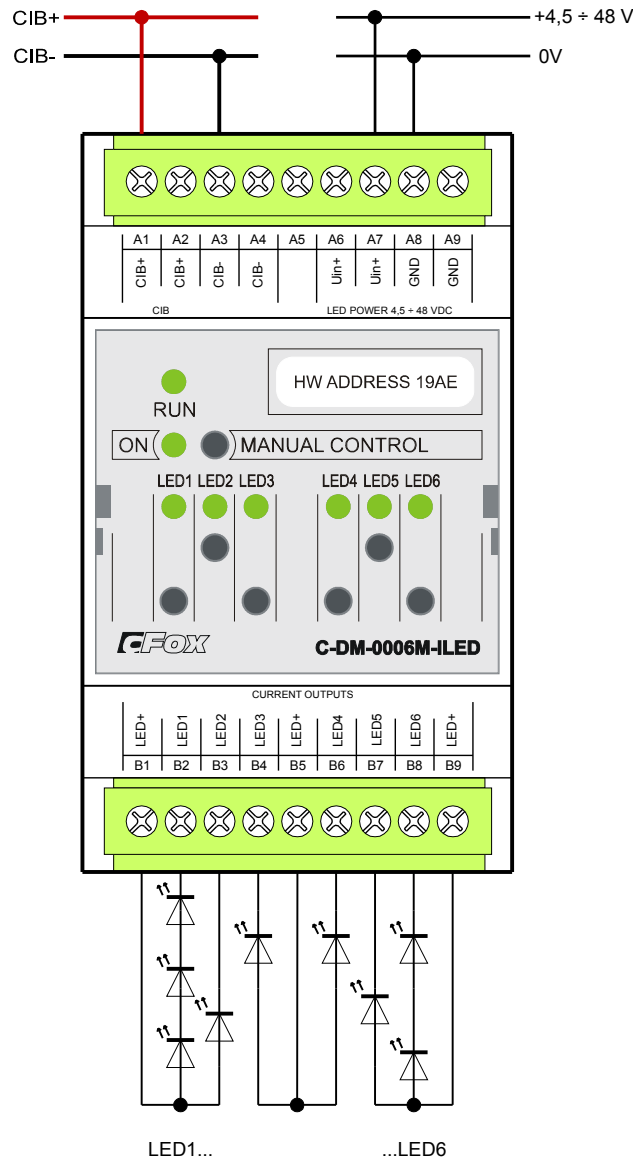 CIB+
+4,5 ÷ 48 V
CIB-
0V
A1 A2 A3 A4 A5 A6 A7 A8 A9
CIB+ CIB+ CIB- CIB- Uin+ Uin+ GND GND
CIB
LED POWER 4,5 ÷ 48 VDC
HW ADDRESS 19AE
RUN
ON
MANUAL CONTROL
LED1 LED2 LED3 LED4 LED5 LED6
CFOX
C-DM-0006M-ILED
CURRENT OUTPUTS
LED+ LED1 LED2 LED3 LED+ LED4 LED5 LED6 LED+
B1 B2 B3 B4 B5 B6 B7 B8 B9
LED1...
...LED6